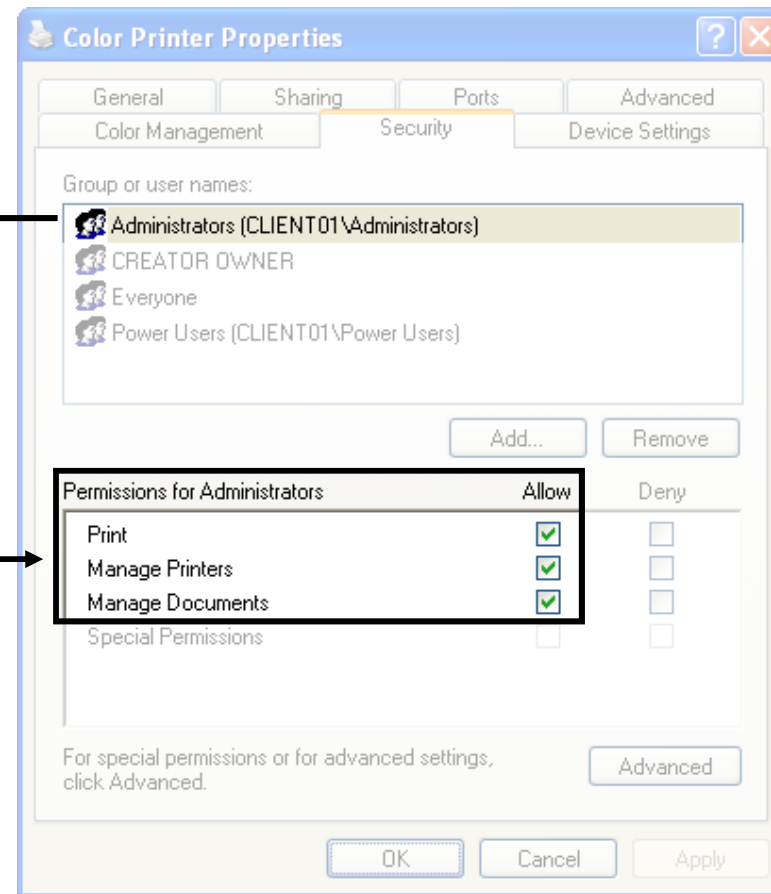 Color Printer Properties
General Sharing Ports Advanced
Color Management Security Device Settings
Group or user names:
Administrators (CLIENT01\Administrators)
CREATOR OWNER
Everyone
Power Users (CLIENT01\Power Users)
Add... Remove
Permissions for Administrators Allow Deny
Print
Manage Printers
Manage Documents
Special Permissions
For special permissions or for advanced settings,
click Advanced.
Advanced
OK Cancel Apply